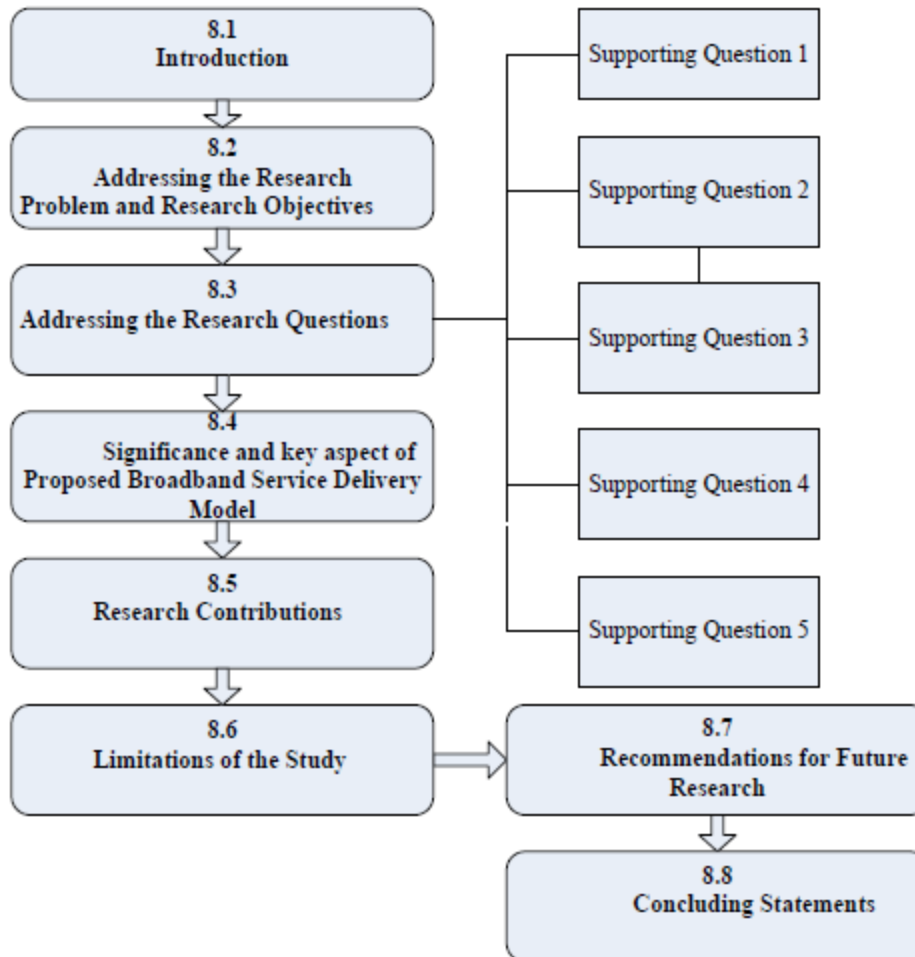 8.1
Introduction
8.2
Addressing the Research
Problem and Research Objectives
8.3
Addressing the Research Questions
Supporting Question 1
Supporting Question 2
Supporting Question 3
Supporting Question 4
Supporting Question 5
8.4
Significance and key aspect of
Proposed Broadband Service Delivery
Model
8.5
Research Contributions
8.6
Limitations of the Study
8.7
Recommendations for Future
Research
8.8
Concluding Statements